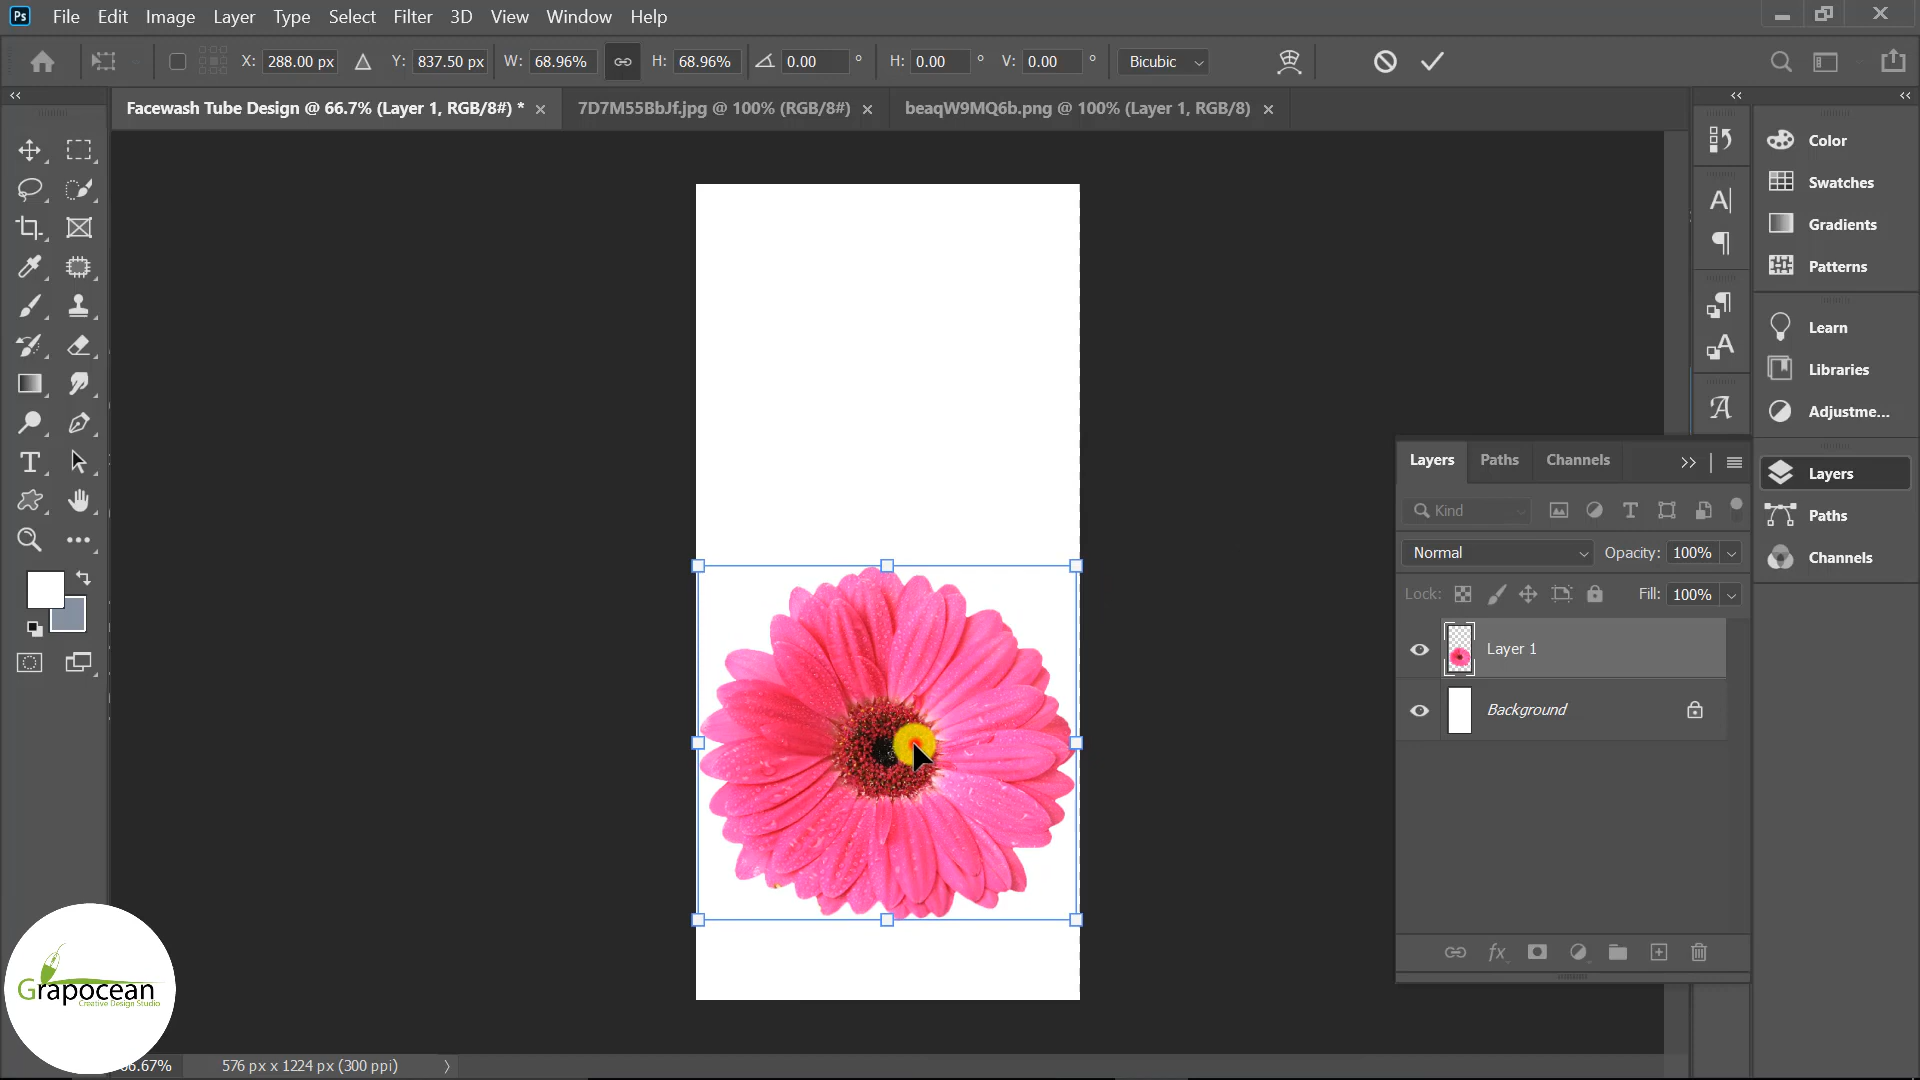 Ps File Edit Image Layer Type Select Filter 3D View Window Help
X: 288.00 px Y: 837.50 px W: 68.96% H: 68.96% 0.00 ° H: 0.00 ° V: 0.00 ° Bicubic
Facewash Tube Design @ 66.7% (Layer 1, RGB/8#) * × 7D7M55BbJf.jpg @ 100% (RGB/8#) × beaqW9MQ6b.png @ 100% (Layer 1, RGB/8) ×
Color
Swatches
Gradients
Patterns
Learn
Libraries
Adjustme...
Layers
Paths
Channels
Layers Paths Channels
Kind
Normal Opacity: 100%
Lock: Fill: 100%
Layer 1
Background
Grapocean
Creative Design Studio
576 px x 1224 px (300 ppi)